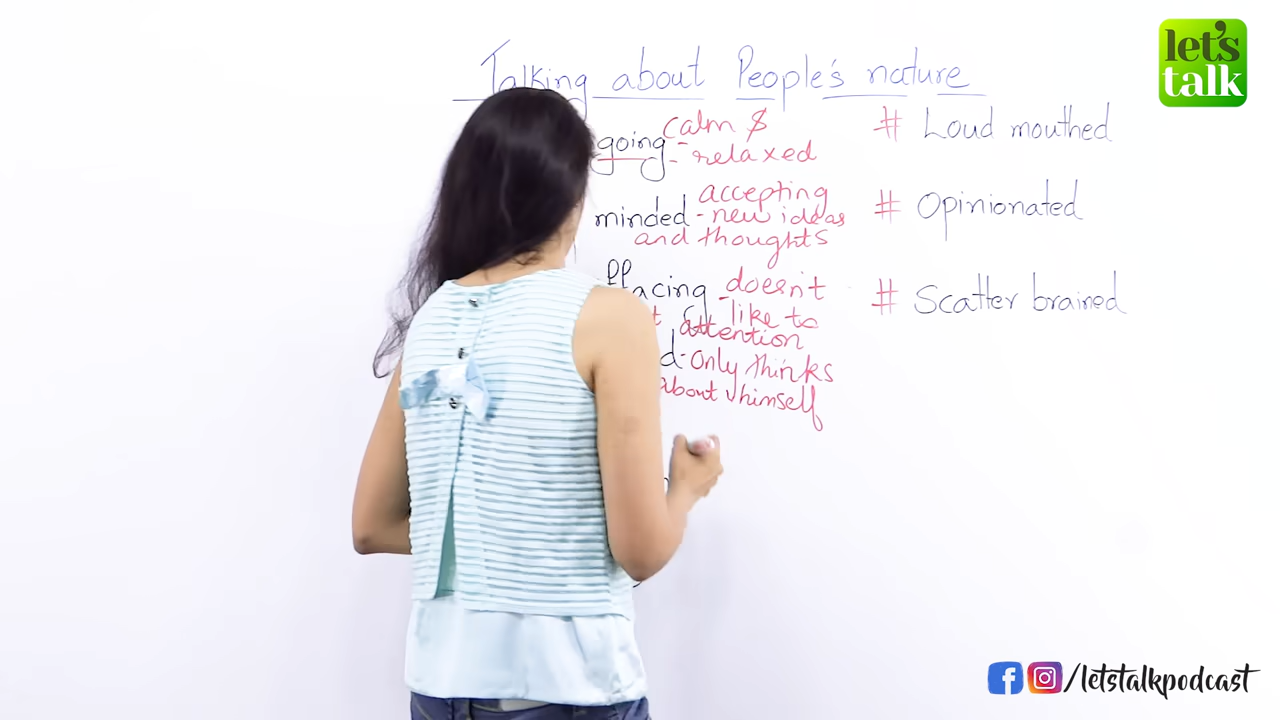 Talking about People's nature
let's
talk
going - calm &
relaxed
minded - accepting
new ideas
and thoughts
ffacing - doesn't
like to
attention
d - only thinks
about himself
# Loud mouthed
# Opinionated
# Scatter brained
/letstalkpodcast